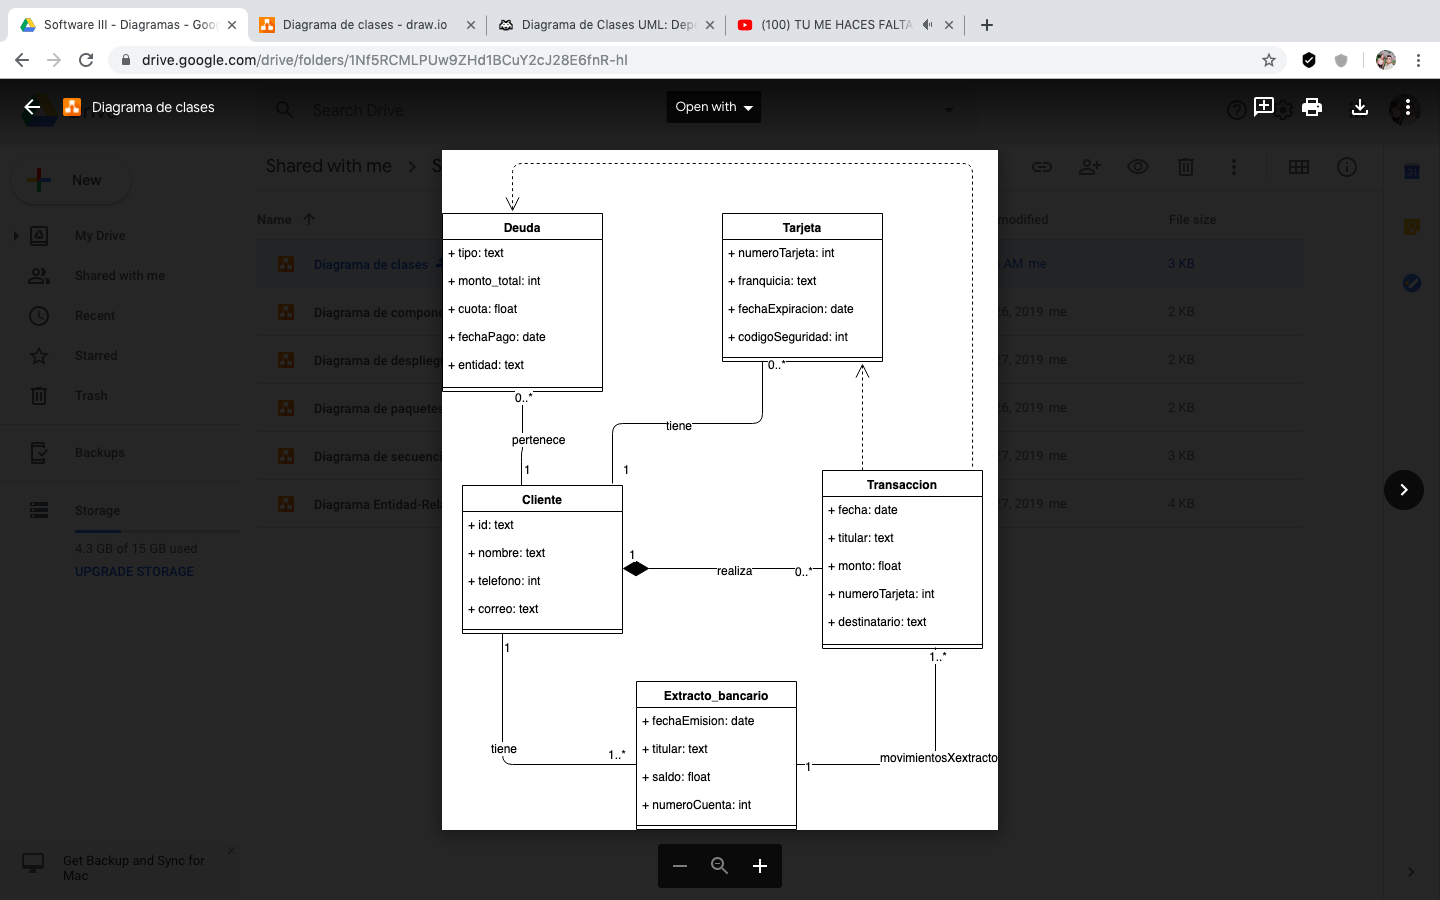 Software III - Diagramas - Goo
Diagrama de clases - draw.io
Diagrama de Clases UML: Dep
(100) TU ME HACES FALTA
drive.google.com/drive/folders/1Nf5RCMLPUw9ZHd1BCuY2cJ28E6fnR-hI
Diagrama de clases
Search Drive
Open with
New
Shared with me
S
Name
modified
File size
My Drive
Shared with me
Recent
Starred
Trash
Backups
Storage
4.3 GB of 15 GB used
UPGRADE STORAGE
Diagrama de clases
AM me
3 KB
Diagrama de compone
6, 2019 me
2 KB
Diagrama de desplieg
7, 2019 me
2 KB
Diagrama de paquetes
6, 2019 me
2 KB
Diagrama de secuenci
7, 2019 me
3 KB
Diagrama Entidad-Rela
7, 2019 me
4 KB
Get Backup and Sync for
Mac
Deuda
+ tipo: text
+ monto_total: int
+ cuota: float
+ fechaPago: date
+ entidad: text
Tarjeta
+ numeroTarjeta: int
+ franquicia: text
+ fechaExpiracion: date
+ codigoSeguridad: int
0..*
0..*
pertenece
tiene
1
1
Cliente
+ id: text
+ nombre: text
+ telefono: int
+ correo: text
1
realiza
0..*
Transaccion
+ fecha: date
+ titular: text
+ monto: float
+ numeroTarjeta: int
+ destinatario: text
1
1..*
tiene
1..*
Extracto_bancario
+ fechaEmision: date
+ titular: text
+ saldo: float
+ numeroCuenta: int
1
movimientosXextracto